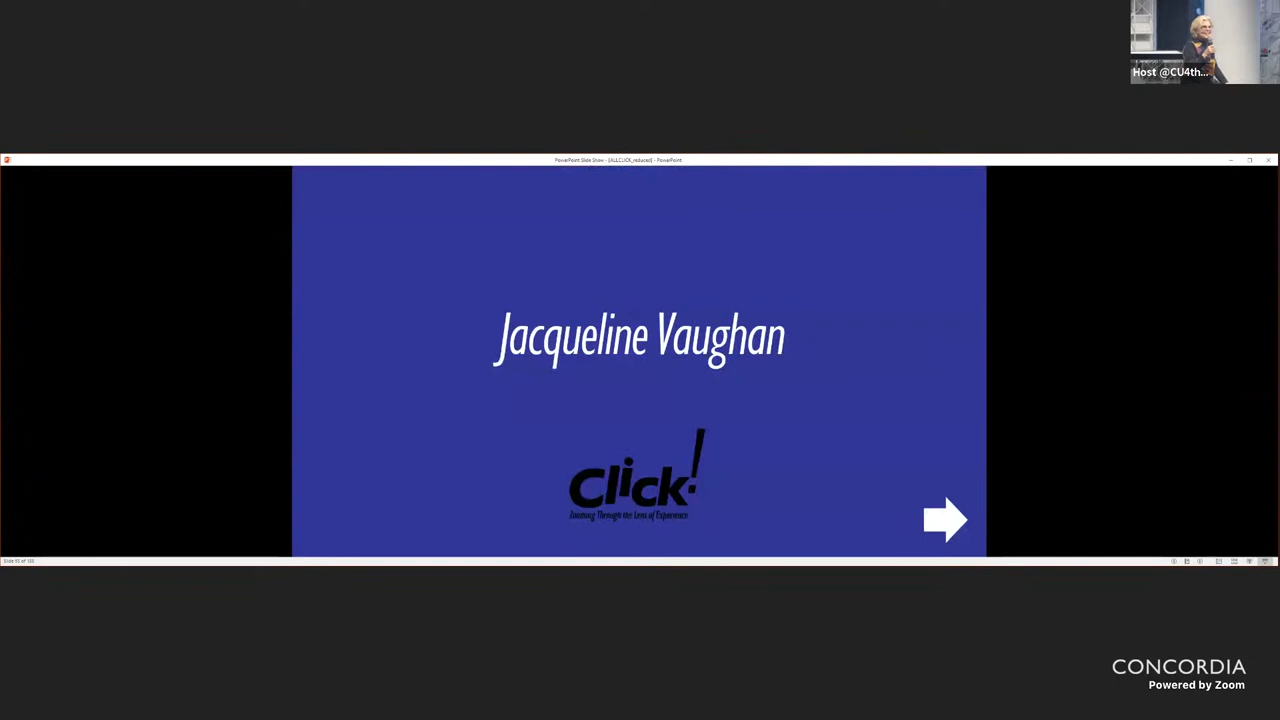 Host @CU4th...
PowerPoint Slide Show - [ALLCLICK_reduced] - PowerPoint
Jacqueline Vaughan
Click!
Zooming Through the Lens of Experience
CONCORDIA
Powered by Zoom